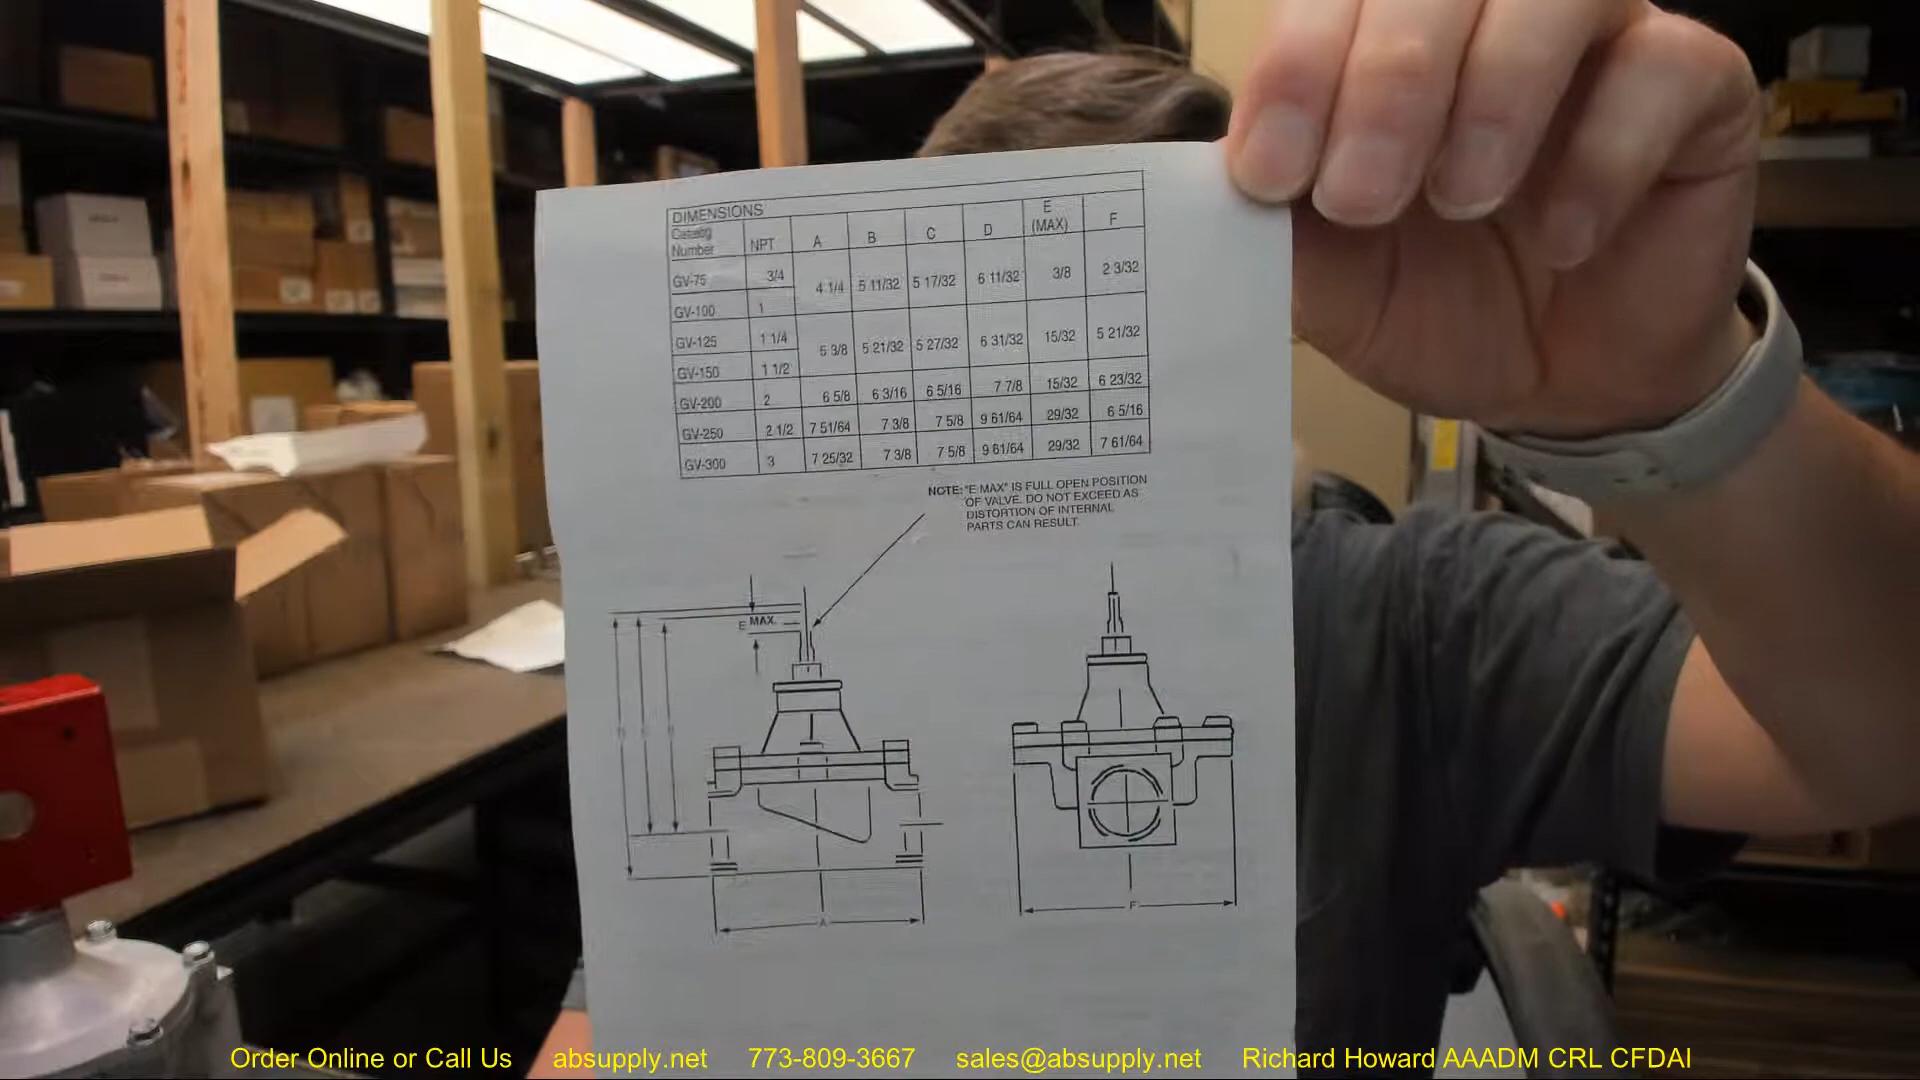 DIMENSIONS
Catalog Number NPT A B C D E (MAX) F
GV-75 3/4 4 1/4 5 11/32 5 17/32 6 11/32 3/8 2 3/32
GV-100 1
GV-125 1 1/4 5 3/8 5 21/32 5 27/32 6 31/32 15/32 5 21/32
GV-150 1 1/2
GV-200 2 6 5/8 6 3/16 6 5/16 7 7/8 15/32 6 23/32
GV-250 2 1/2 7 51/64 7 3/8 7 5/8 9 61/64 29/32 6 5/16
GV-300 3 7 25/32 7 3/8 7 5/8 9 61/64 29/32 7 61/64
NOTE: "E MAX" IS FULL OPEN POSITION
OF VALVE. DO NOT EXCEED AS
DISTORTION OF INTERNAL
PARTS CAN RESULT.
E MAX.
A
F
Order Online or Call Us absupply.net 773-809-3667 sales@absupply.net Richard Howard AAADM CRL CFDAI